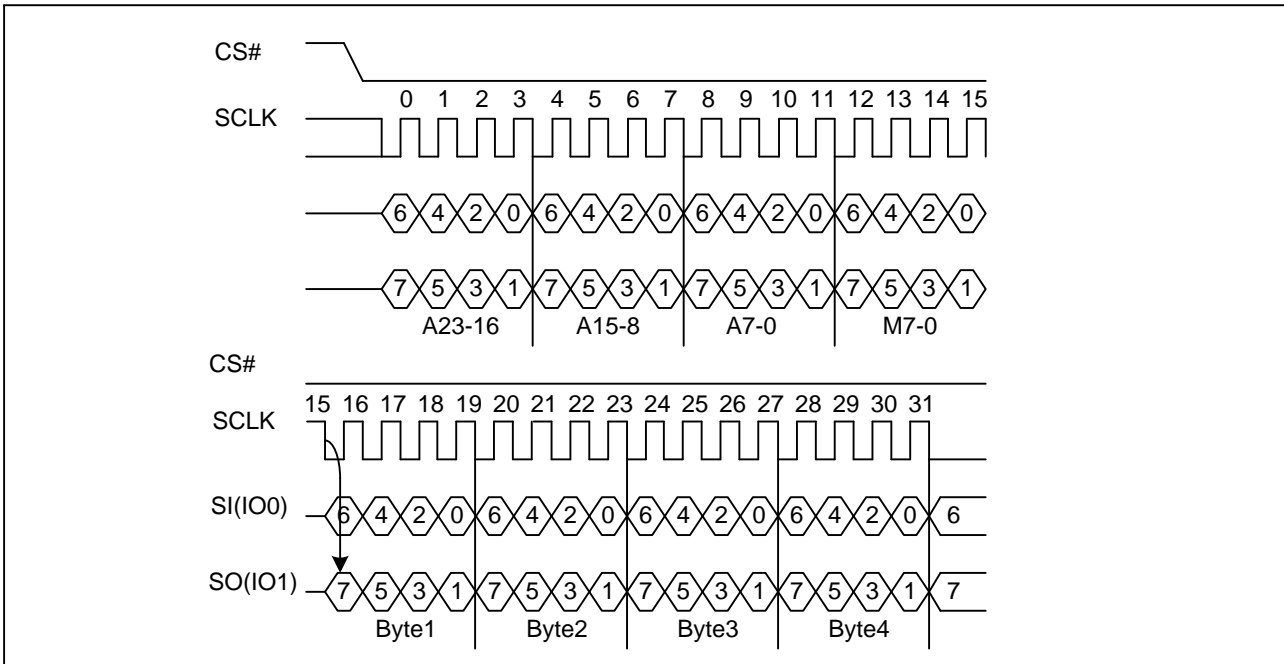 CS#
0 1 2 3 4 5 6 7 8 9 10 11 12 13 14 15
SCLK
6 4 2 0 6 4 2 0 6 4 2 0 6 4 2 0
7 5 3 1 7 5 3 1 7 5 3 1 7 5 3 1
A23-16 A15-8 A7-0 M7-0
CS#
15 16 17 18 19 20 21 22 23 24 25 26 27 28 29 30 31
SCLK
SI(IO0) 6 4 2 0 6 4 2 0 6 4 2 0 6 4 2 0 6
SO(IO1) 7 5 3 1 7 5 3 1 7 5 3 1 7 5 3 1 7
Byte1 Byte2 Byte3 Byte4